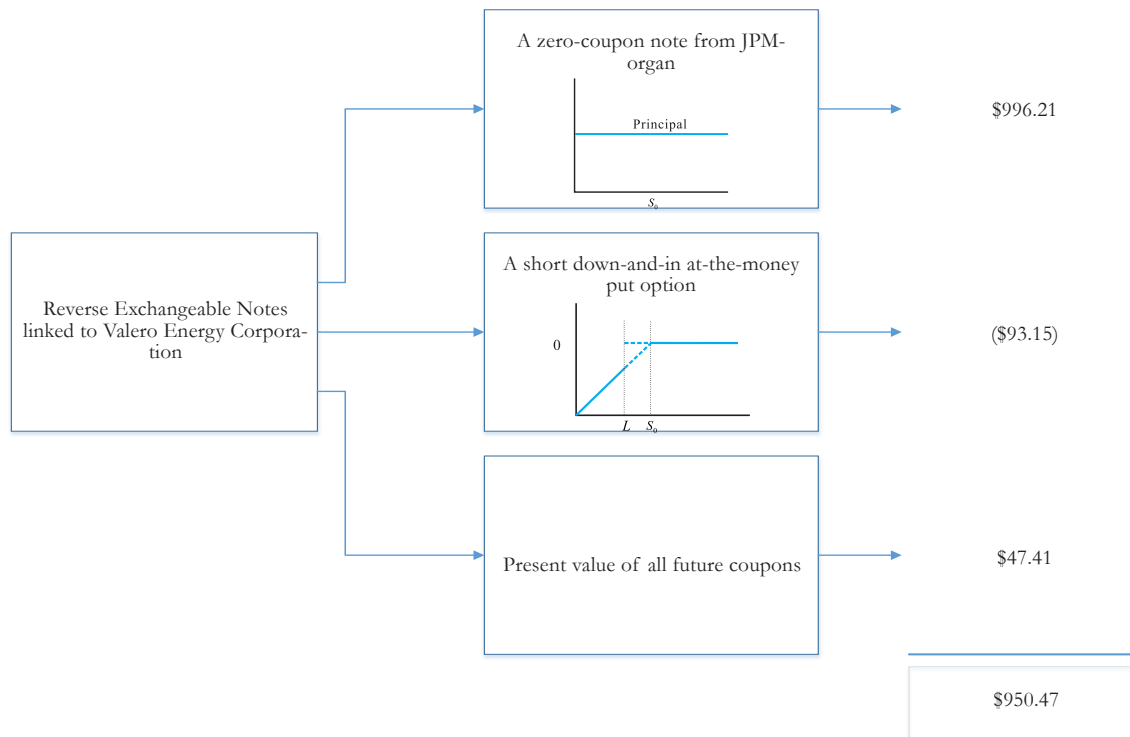 A zero-coupon note from JPM-
organ
Principal
S₀
$996.21
Reverse Exchangeable Notes
linked to Valero Energy Corpora-
tion
A short down-and-in at-the-money
put option
0
L S₀
($93.15)
Present value of all future coupons
$47.41
$950.47